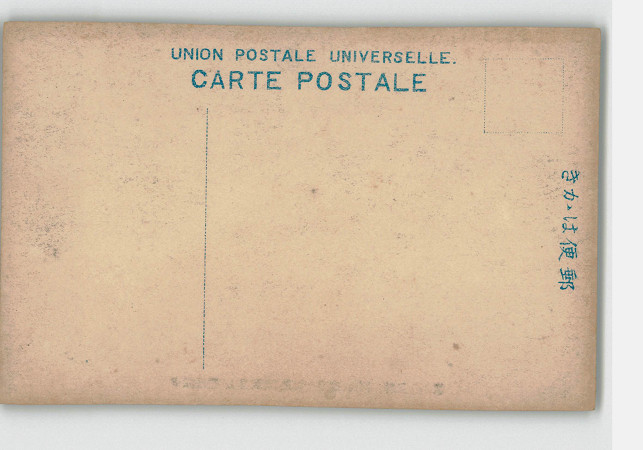 UNION POSTALE UNIVERSELLE.
CARTE POSTALE
きかは便郵